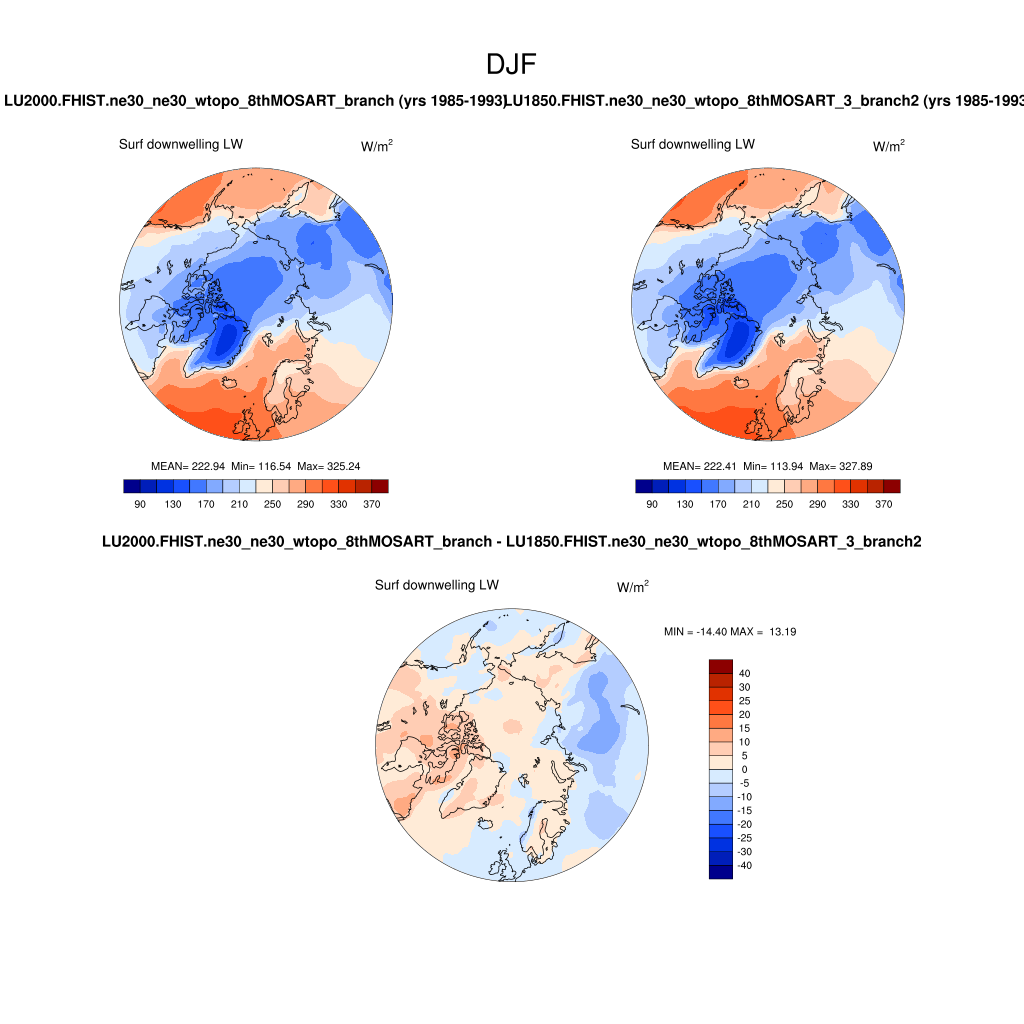 DJF
LU2000.FHIST.ne30_ne30_wtopo_8thMOSART_branch (yrs 1985-1993)
LU1850.FHIST.ne30_ne30_wtopo_8thMOSART_3_branch2 (yrs 1985-1993
Surf downwelling LW W/m²
Surf downwelling LW W/m²
MEAN= 222.94 Min= 116.54 Max= 325.24
MEAN= 222.41 Min= 113.94 Max= 327.89
90 130 170 210 250 290 330 370
90 130 170 210 250 290 330 370
LU2000.FHIST.ne30_ne30_wtopo_8thMOSART_branch - LU1850.FHIST.ne30_ne30_wtopo_8thMOSART_3_branch2
Surf downwelling LW W/m²
MIN = -14.40 MAX = 13.19
40
30
25
20
15
10
5
0
-5
-10
-15
-20
-25
-30
-40